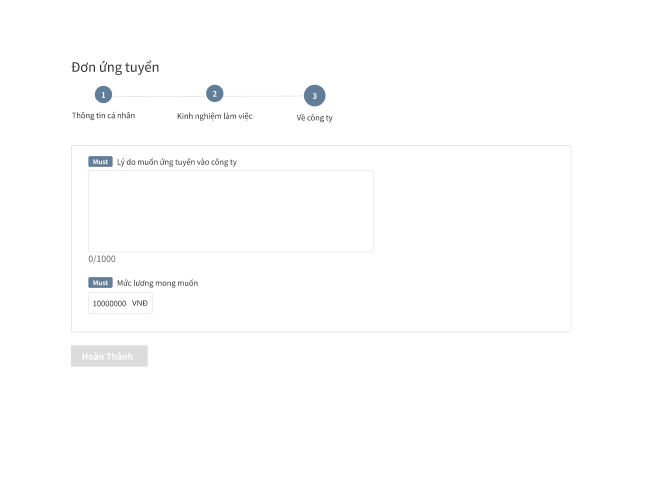 Đơn ứng tuyển
1 2 3
Thông tin cá nhân Kinh nghiệm làm việc Về công ty
Must Lý do muốn ứng tuyển vào công ty
0/1000
Must Mức lương mong muốn
10000000 VNĐ
Hoàn Thành